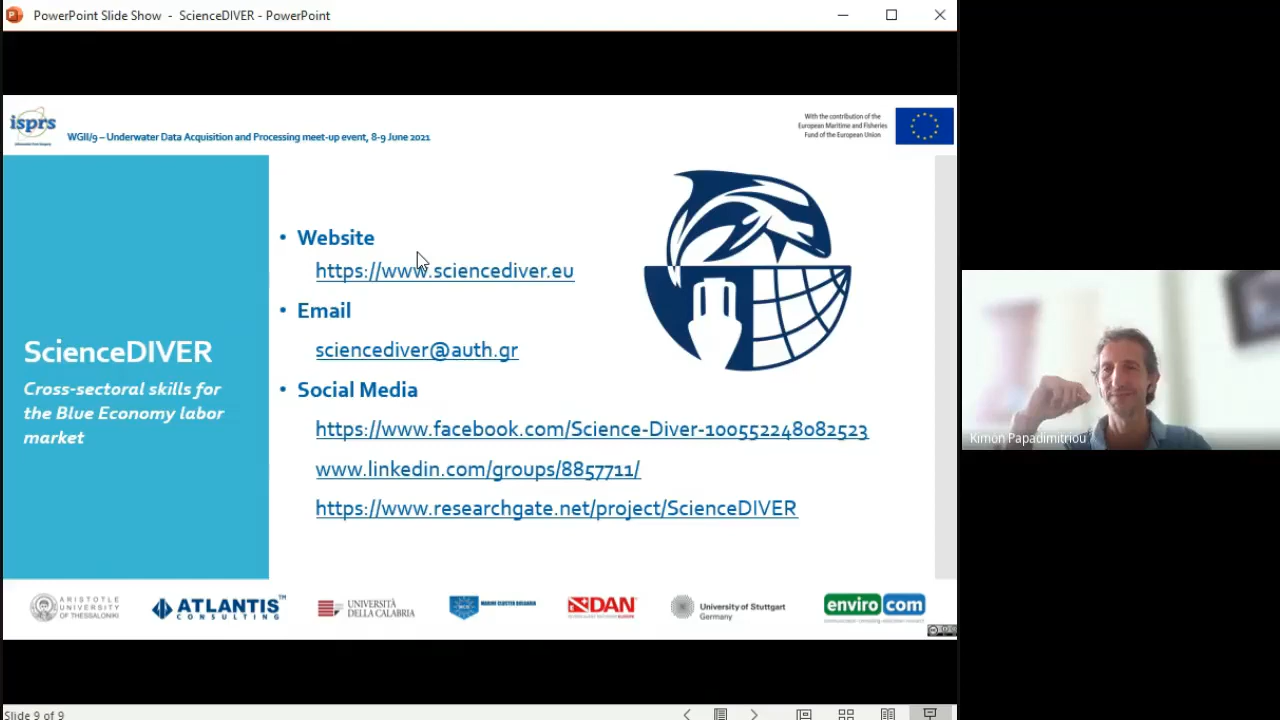 PowerPoint Slide Show - ScienceDIVER - PowerPoint
isprs
WGII/9 – Underwater Data Acquisition and Processing meet-up event, 8-9 June 2021
With the contribution of the
European Maritime and Fisheries
Fund of the European Union
ScienceDIVER
Cross-sectoral skills for
the Blue Economy labor
market
• Website
https://www.sciencediver.eu
• Email
sciencediver@auth.gr
• Social Media
https://www.facebook.com/Science-Diver-100552248082523
www.linkedin.com/groups/8857711/
https://www.researchgate.net/project/ScienceDIVER
Kimon Papadimitriou
ARISTOTLE
UNIVERSITY
OF THESSALONIKI
ATLANTIS™
CONSULTING
UNIVERSITÀ
DELLA CALABRIA
MARINE CLUSTER BULGARIA
DAN
University of Stuttgart
Germany
enviro com
Slide 9 of 9